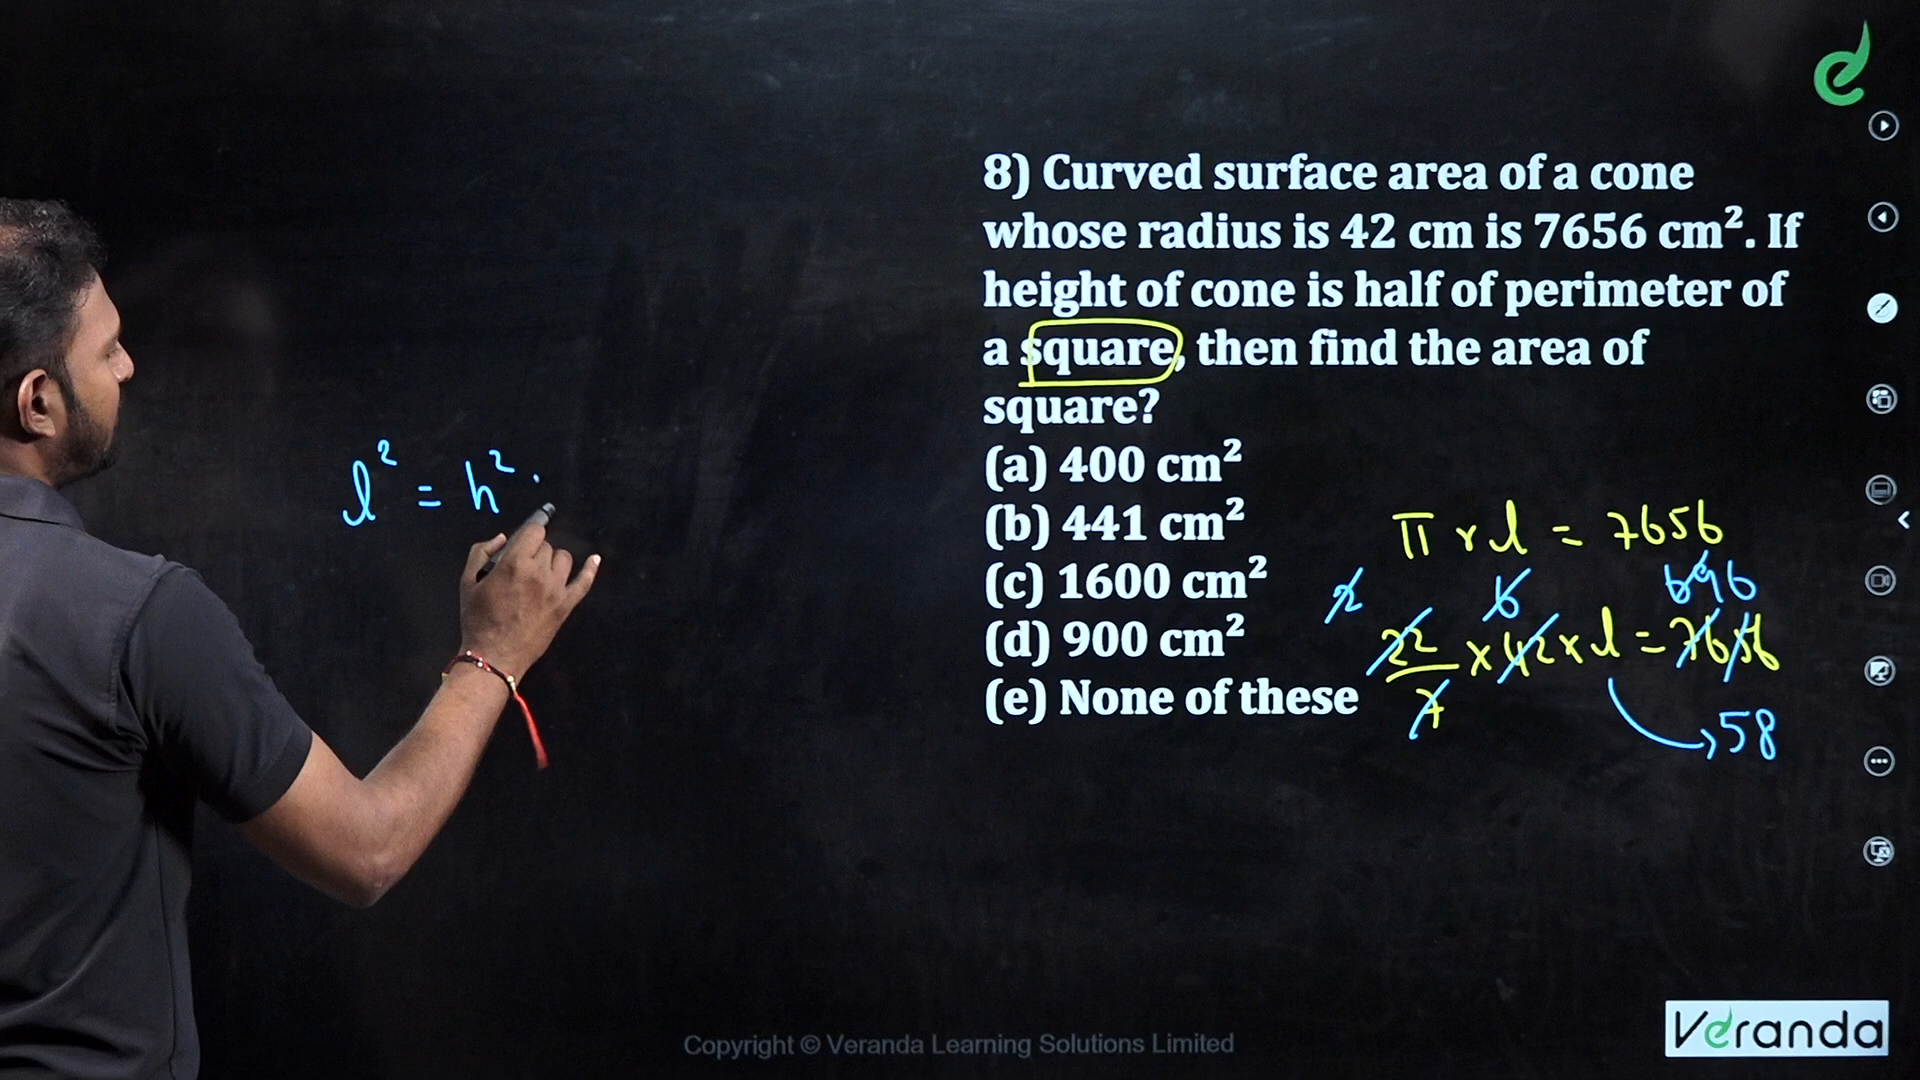 8) Curved surface area of a cone
whose radius is 42 cm is 7656 cm². If
height of cone is half of perimeter of
a square, then find the area of
square?
(a) 400 cm²
(b) 441 cm²
(c) 1600 cm²
(d) 900 cm²
(e) None of these
l² = h²
π r l = 7656
2 6 696
22/7 × 42 × l = 7656
58
Veranda
Copyright © Veranda Learning Solutions Limited